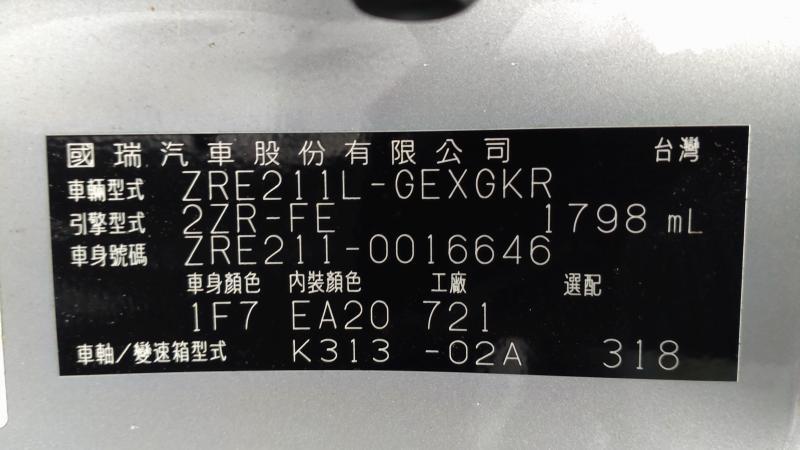 國瑞汽車股份有限公司 台灣
車輛型式 ZRE211L-GEXGKR
引擎型式 2ZR-FE 1798 mL
車身號碼 ZRE211-0016646
車身顏色 內裝顏色 工廠 選配
1F7 EA20 721
車軸/變速箱型式 K313 -02A 318